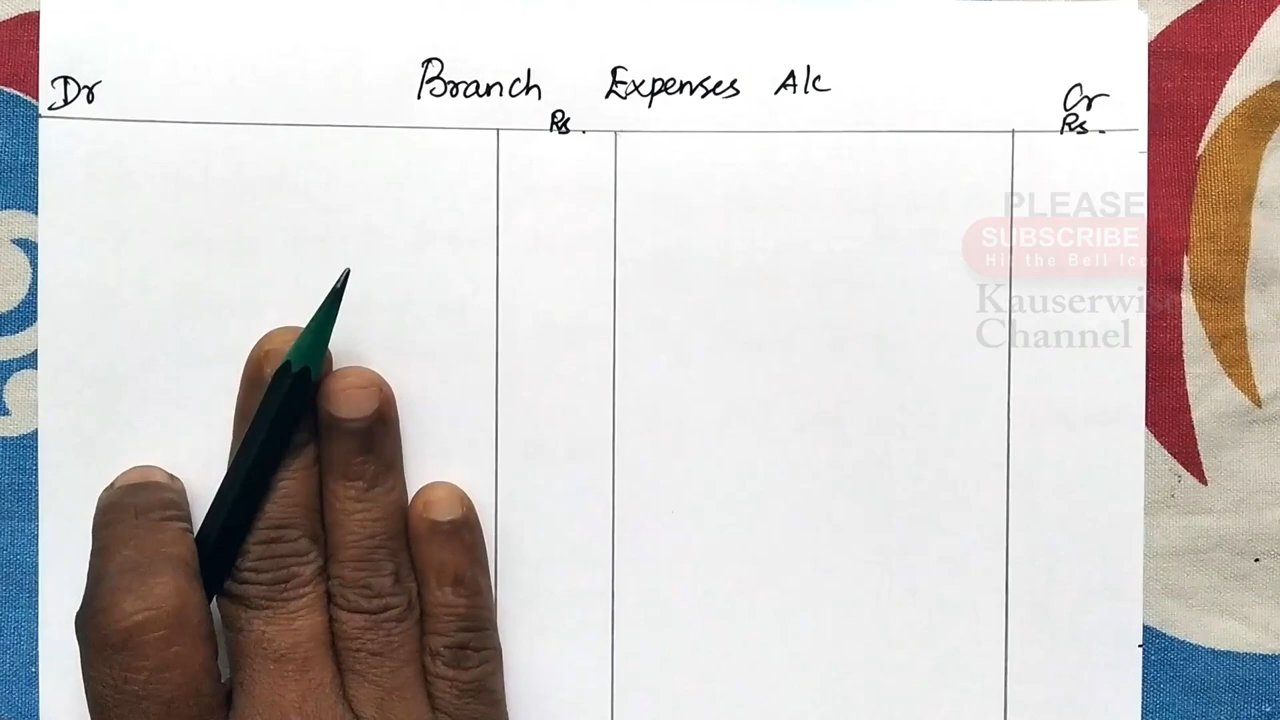 Dr Branch Expenses A/c Cr
Rs. Rs.
PLEASE
SUBSCRIBE
Hit the Bell Icon
Kauserwise
Channel